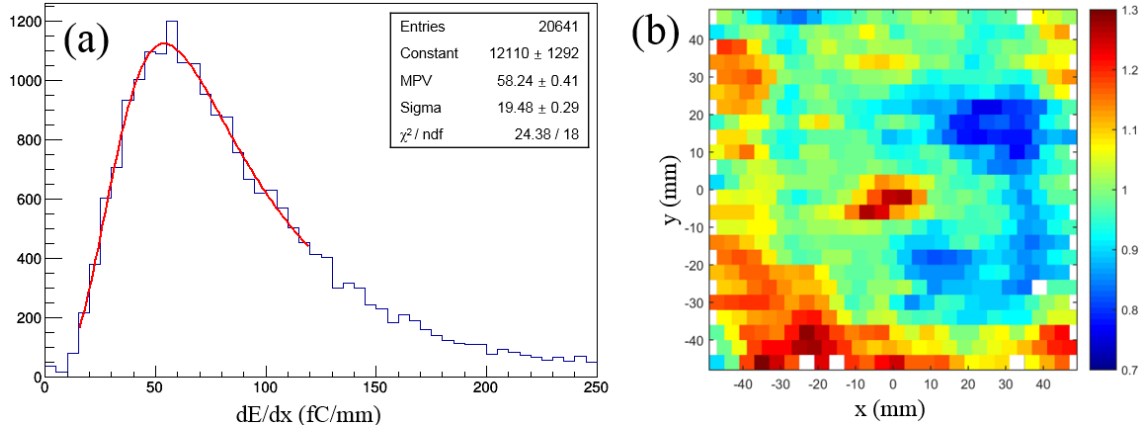 (a)
Entries 20641
Constant 12110 ± 1292
MPV 58.24 ± 0.41
Sigma 19.48 ± 0.29
χ² / ndf 24.38 / 18
1200
1000
800
600
400
200
0
0 50 100 150 200 250
dE/dx (fC/mm)
(b)
40
30
20
10
0
-10
-20
-30
-40
y (mm)
-40 -30 -20 -10 0 10 20 30 40
x (mm)
1.3
1.2
1.1
1
0.9
0.8
0.7